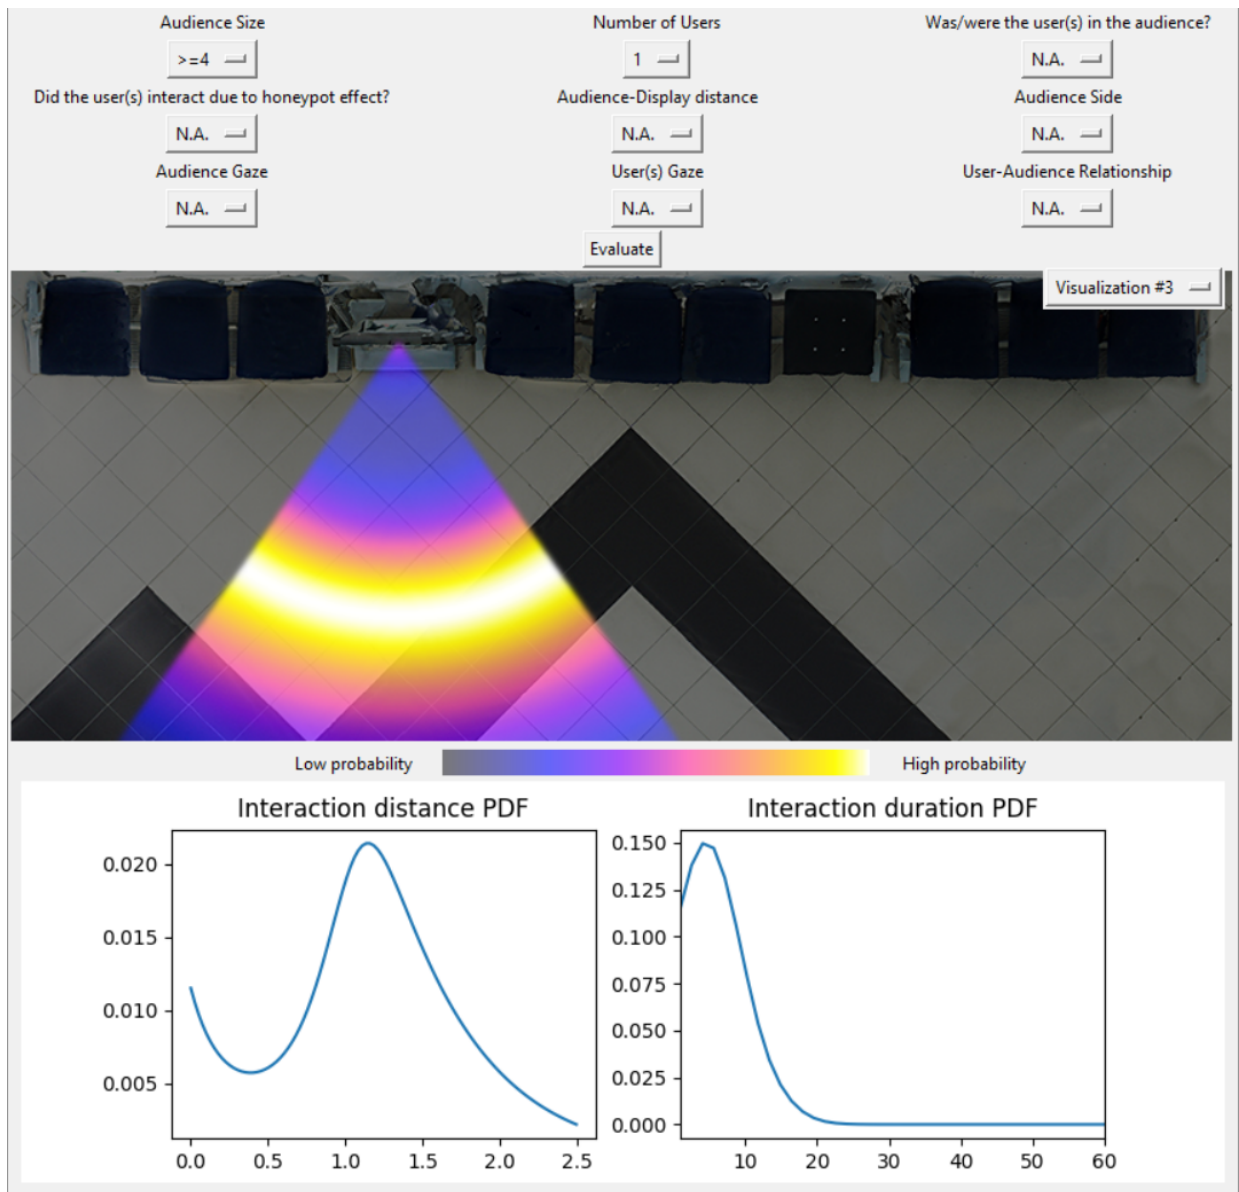 Audience Size Number of Users Was/were the user(s) in the audience?
>=4 1 N.A.
Did the user(s) interact due to honeypot effect? Audience-Display distance Audience Side
N.A. N.A. N.A.
Audience Gaze User(s) Gaze User-Audience Relationship
N.A. N.A. N.A.
Evaluate
Visualization #3
Low probability High probability
Interaction distance PDF Interaction duration PDF
0.020
0.015
0.010
0.005
0.0 0.5 1.0 1.5 2.0 2.5
0.150
0.125
0.100
0.075
0.050
0.025
0.000
10 20 30 40 50 60